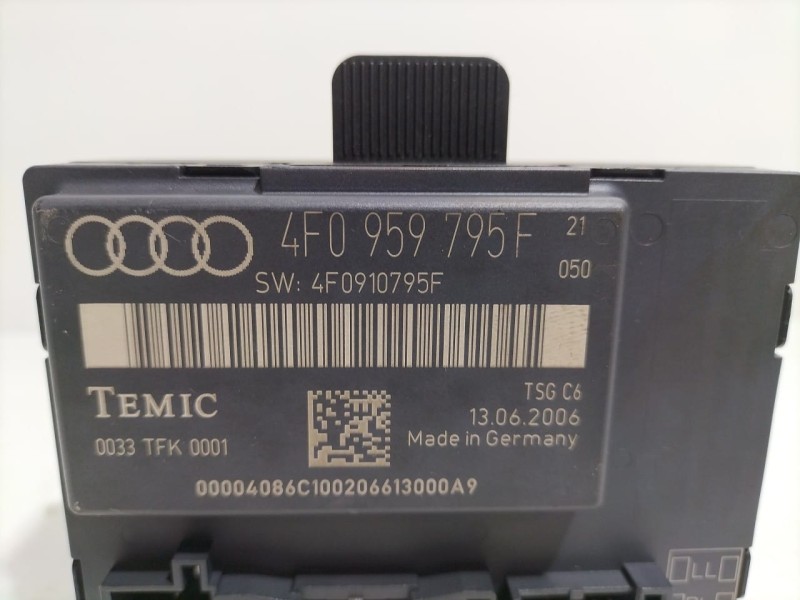 4F0 959 795 F 21
050
SW: 4F0910795F
TEMIC
TSG C6
13.06.2006
0033 TFK 0001
Made in Germany
00004086C100206613000A9